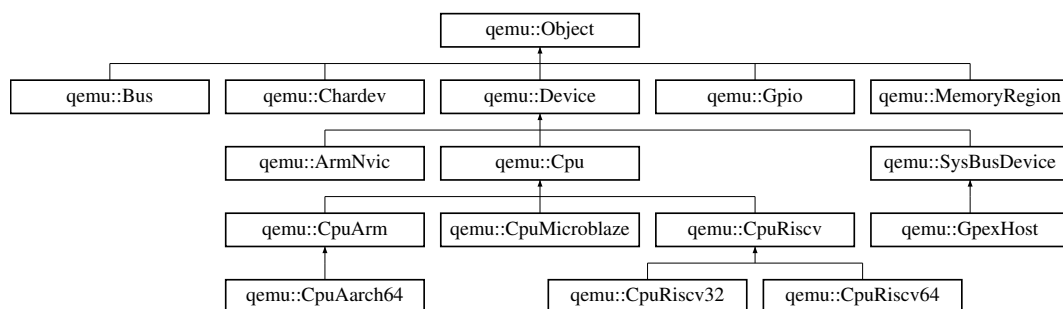 qemu::Object
qemu::Bus qemu::Chardev qemu::Device qemu::Gpio qemu::MemoryRegion
qemu::ArmNvic qemu::Cpu qemu::SysBusDevice
qemu::CpuArm qemu::CpuMicroblaze qemu::CpuRiscv qemu::GpexHost
qemu::CpuAarch64 qemu::CpuRiscv32 qemu::CpuRiscv64